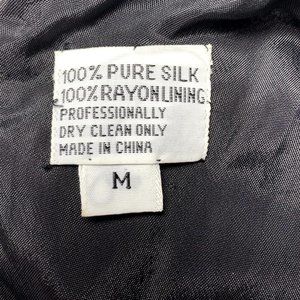 100% PURE SILK
100% RAYON LINING
PROFESSIONALLY
DRY CLEAN ONLY
MADE IN CHINA
M